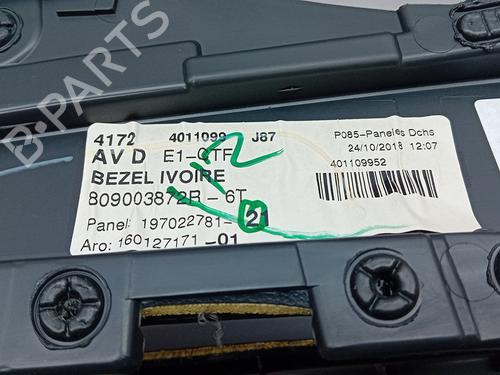 4172 4011099 J87
AV D E1-CTF
BEZEL IVOIRE
809003872R - 6T
Panel: 197022781-21
Aro: 160127171-01
P085-Paneles Dchs
24/10/2018 12:07
401109952
B-PARTS